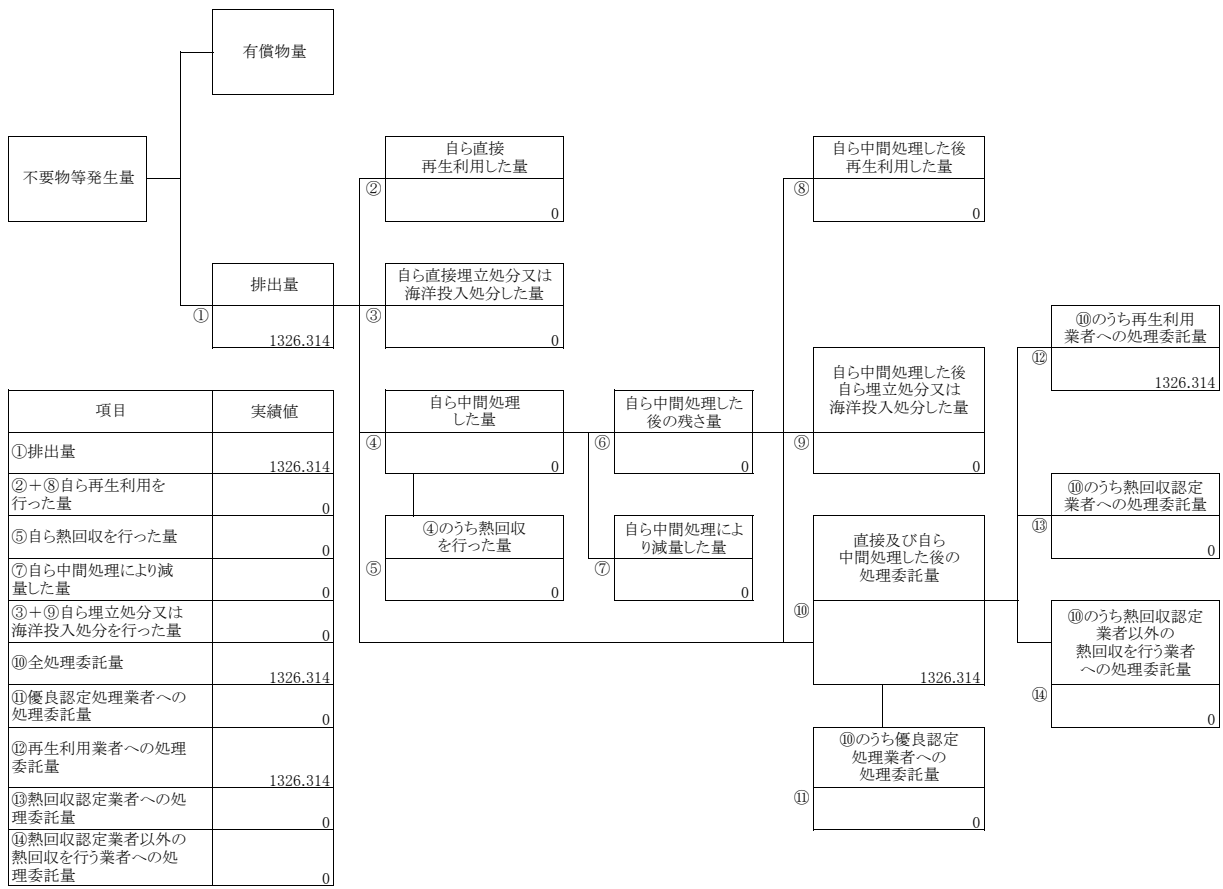 有償物量
不要物等発生量
排出量
①
1326.314
自ら直接
再生利用した量
②
0
自ら直接埋立処分又は
海洋投入処分した量
③
0
自ら中間処理
した量
④
0
④のうち熱回収
を行った量
⑤
0
自ら中間処理した
後の残さ量
⑥
0
自ら中間処理によ
り減量した量
⑦
0
自ら中間処理した後
再生利用した量
⑧
0
自ら中間処理した後
自ら埋立処分又は
海洋投入処分した量
⑨
0
直接及び自ら
中間処理した後の
処理委託量
⑩
1326.314
⑩のうち優良認定
処理業者への
処理委託量
⑪
0
⑩のうち再生利用
業者への処理委託量
⑫
1326.314
⑩のうち熱回収認定
業者への処理委託量
⑬
0
⑩のうち熱回収認定
業者以外の
熱回収を行う業者
への処理委託量
⑭
0
項目 実績値
①排出量
1326.314
②+⑧自ら再生利用を
行った量
0
⑤自ら熱回収を行った量
0
⑦自ら中間処理により減
量した量
0
③+⑨自ら埋立処分又は
海洋投入処分を行った量
0
⑩全処理委託量
1326.314
⑪優良認定処理業者への
処理委託量
0
⑫再生利用業者への処理
委託量
1326.314
⑬熱回収認定業者への処
理委託量
0
⑭熱回収認定業者以外の
熱回収を行う業者への処
理委託量
0